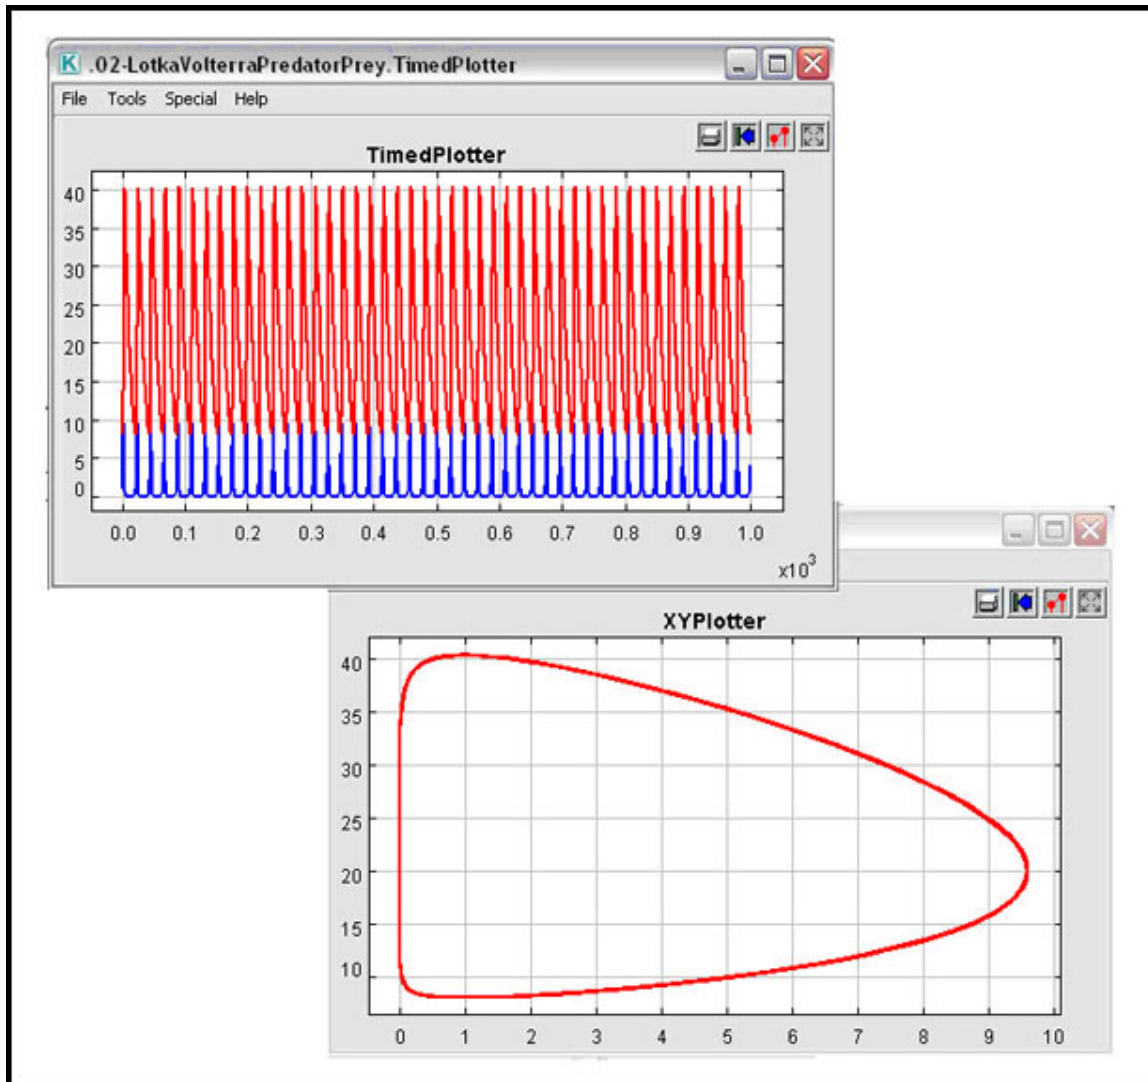 .02-LotkaVolterraPredatorPrey.TimedPlotter
File Tools Special Help
TimedPlotter
40
35
30
25
20
15
10
5
0
0.0 0.1 0.2 0.3 0.4 0.5 0.6 0.7 0.8 0.9 1.0
x10³
XYPlotter
40
35
30
25
20
15
10
0 1 2 3 4 5 6 7 8 9 10